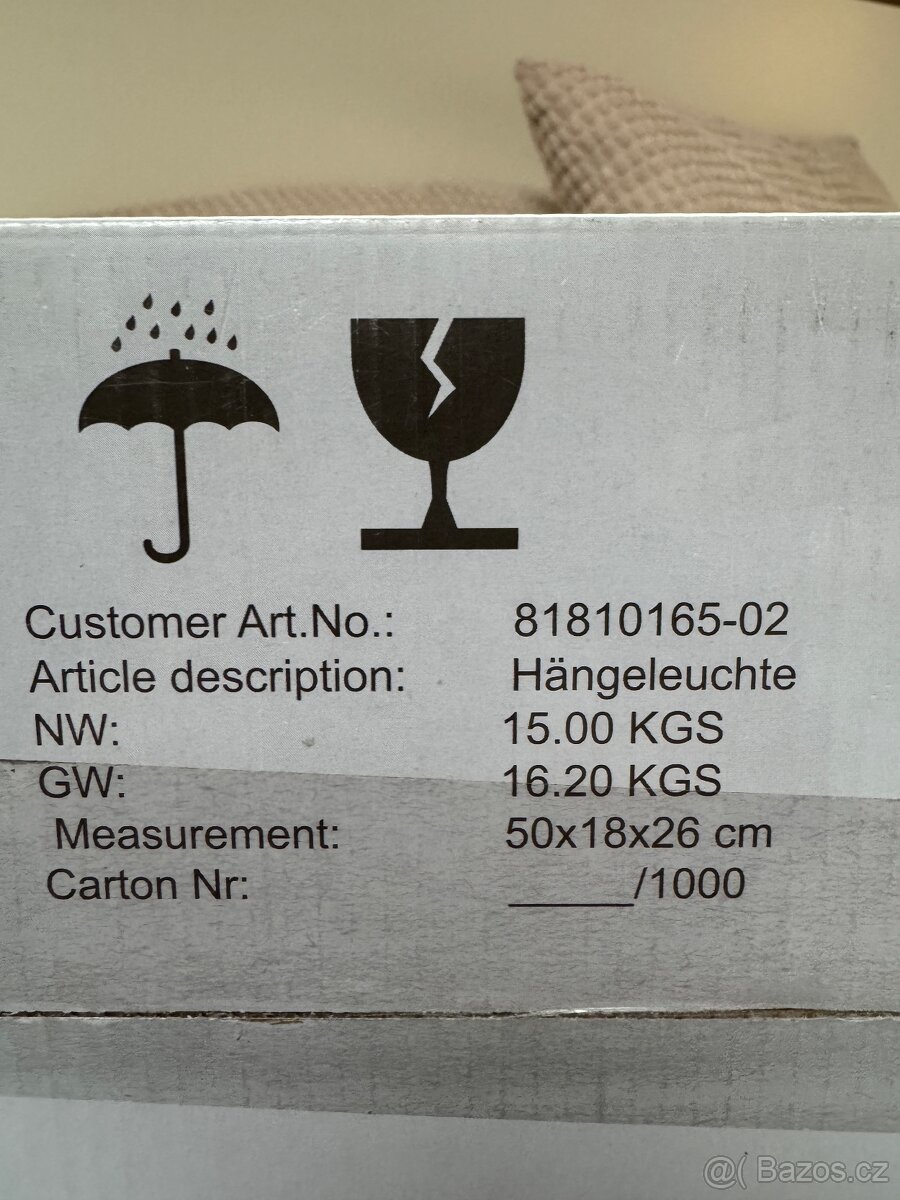 Customer Art.No.: 81810165-02
Article description: Hängeleuchte
NW: 15.00 KGS
GW: 16.20 KGS
Measurement: 50x18x26 cm
Carton Nr: ______/1000
@( Bazos.cz